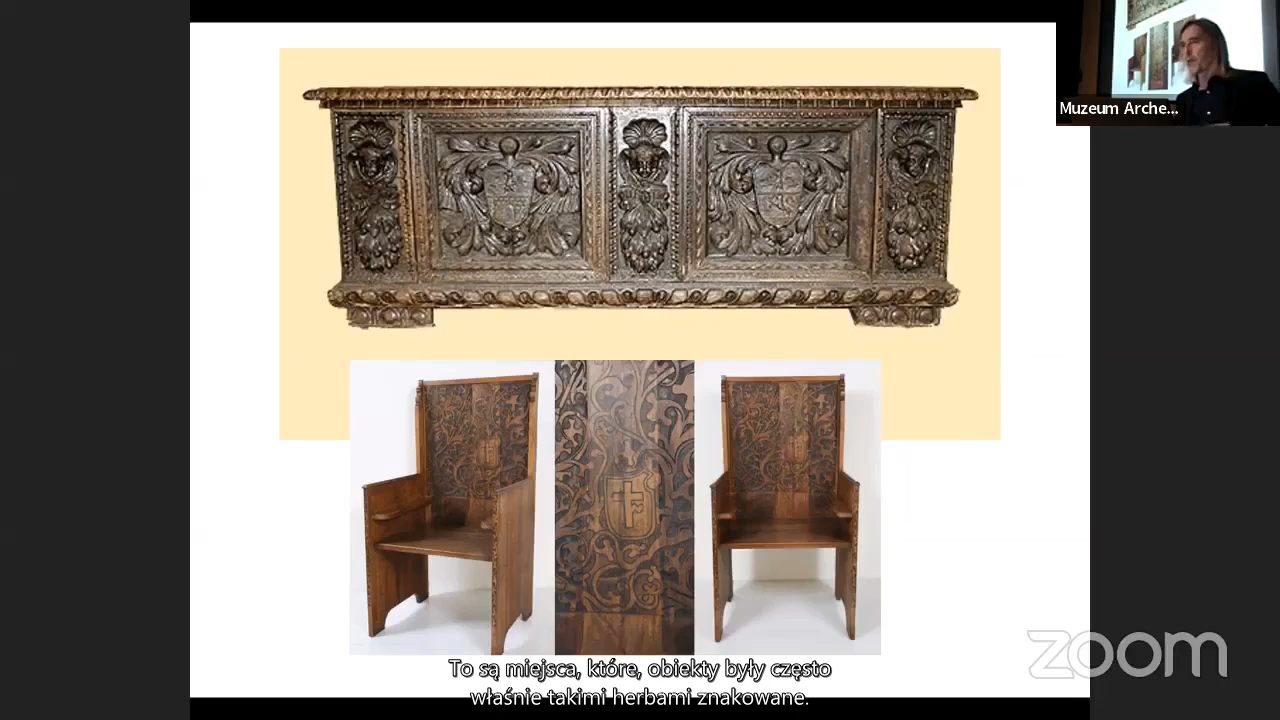 Muzeum Arche...
zoom
To są miejsca, które, obiekty były często
właśnie takimi herbami znakowane.